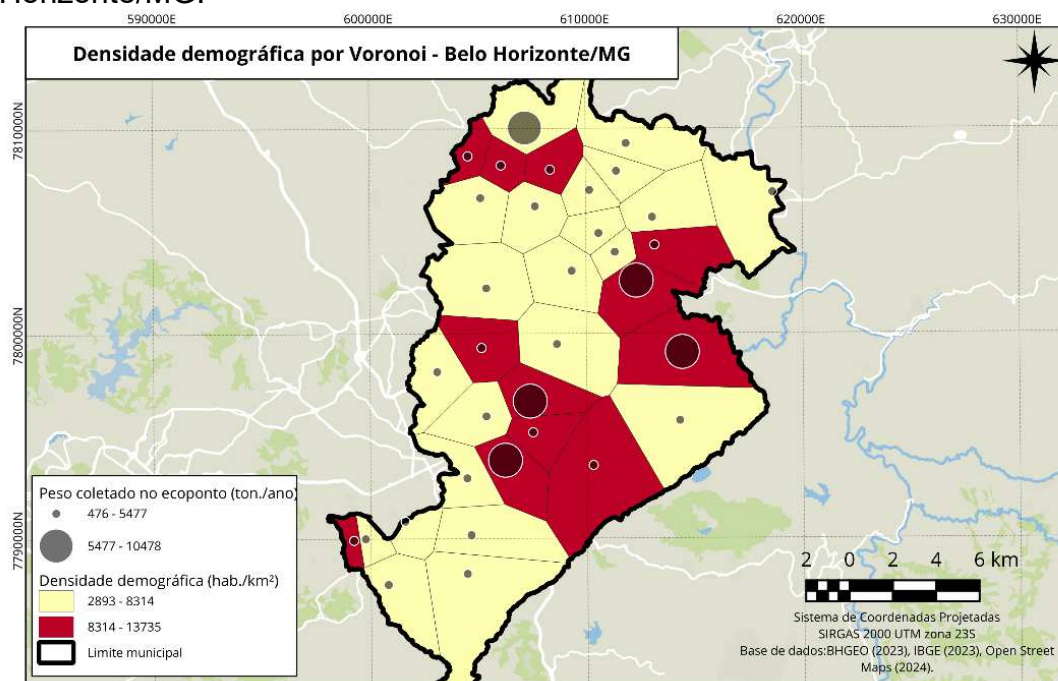 Horizonte/MG.
590000E 600000E 610000E 620000E 630000E
Densidade demográfica por Voronoi - Belo Horizonte/MG
7810000N
7800000N
7790000N
Peso coletado no ecoponto (ton./ano)
476 - 5477
5477 - 10478
Densidade demográfica (hab./km²)
2893 - 8314
8314 - 13735
Limite municipal
2 0 2 4 6 km
Sistema de Coordenadas Projetadas
SIRGAS 2000 UTM zona 23S
Base de dados:BHGEO (2023), IBGE (2023), Open Street
Maps (2024).